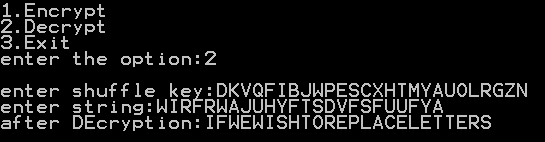 1.Encrypt
2.Decrypt
3.Exit
enter the option:2
enter shuffle key:DKVQFIBJWPESCXHTMYAUOLRGZN
enter string:WIRFRWAJUHYFTSDVFSFUUFYA
after DEcryption:IFWEWISHTOREPLACELETTERS